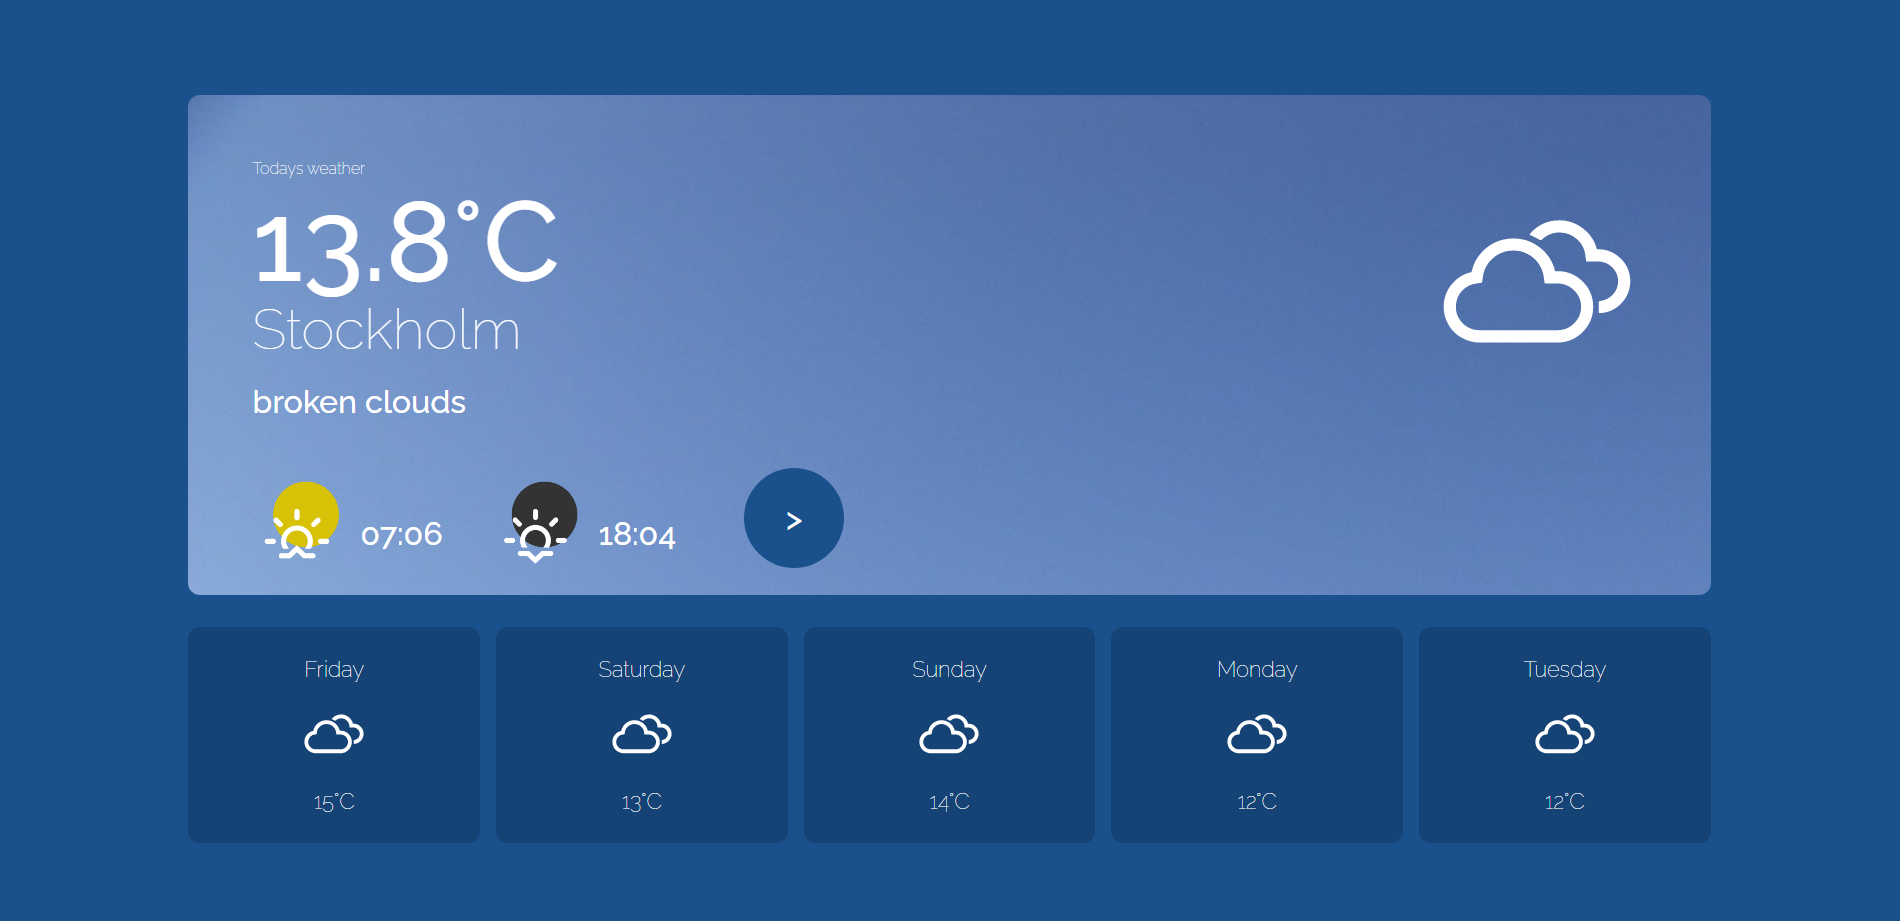 Todays weather
13.8°C
Stockholm
broken clouds
07:06 18:04 >
Friday Saturday Sunday Monday Tuesday
15°C 13°C 14°C 12°C 12°C